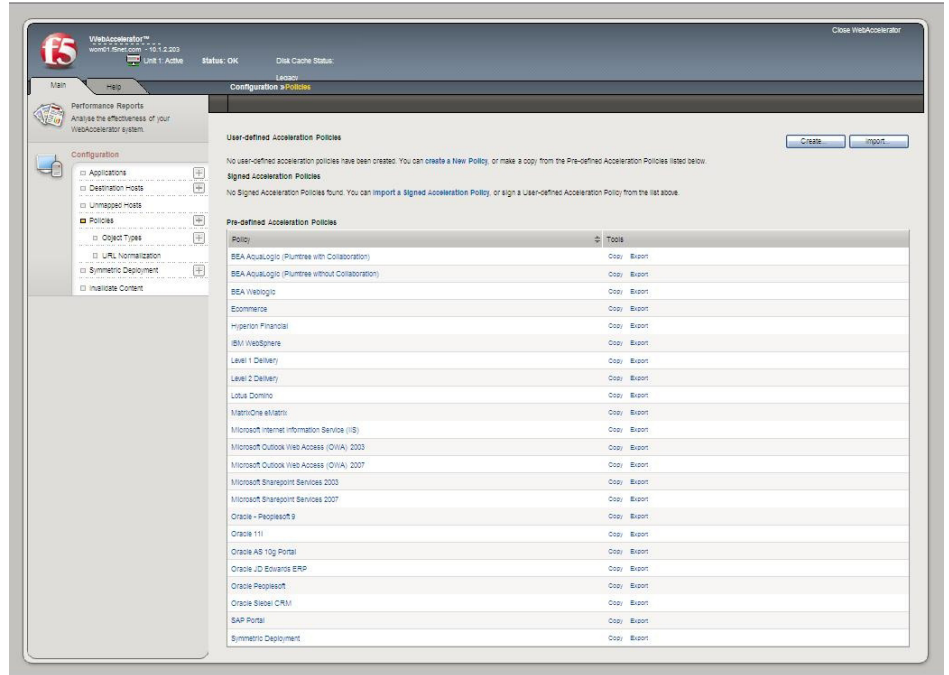 Close WebAccelerator
f5
WebAccelerator™
wom01.f5net.com - 10.1.2.203
Unit 1: Active
Status: OK
Disk Cache Status:
Legacy
Main
Help
Configuration » Policies
Performance Reports
Analyse the effectiveness of your
WebAccelerator system.
Configuration
Applications
Destination Hosts
Unmapped Hosts
Policies
Object Types
URL Normalization
Symmetric Deployment
Invalidate Content
User-defined Acceleration Policies
Create...
Import...
No user-defined acceleration policies have been created. You can create a New Policy, or make a copy from the Pre-defined Acceleration Policies listed below.
Signed Acceleration Policies
No Signed Acceleration Policies found. You can Import a Signed Acceleration Policy, or sign a User-defined Acceleration Policy from the list above.
Pre-defined Acceleration Policies
Policy Tools
BEA AquaLogic (Plumtree with Collaboration) Copy Export
BEA AquaLogic (Plumtree without Collaboration) Copy Export
BEA Weblogic Copy Export
Ecommerce Copy Export
Hyperion Financial Copy Export
IBM WebSphere Copy Export
Level 1 Delivery Copy Export
Level 2 Delivery Copy Export
Lotus Domino Copy Export
MatrixOne eMatrix Copy Export
Microsoft Internet Information Service (IIS) Copy Export
Microsoft Outlook Web Access (OWA) 2003 Copy Export
Microsoft Outlook Web Access (OWA) 2007 Copy Export
Microsoft Sharepoint Services 2003 Copy Export
Microsoft Sharepoint Services 2007 Copy Export
Oracle - Peoplesoft 9 Copy Export
Oracle 11i Copy Export
Oracle AS 10g Portal Copy Export
Oracle JD Edwards ERP Copy Export
Oracle Peoplesoft Copy Export
Oracle Siebel CRM Copy Export
SAP Portal Copy Export
Symmetric Deployment Copy Export